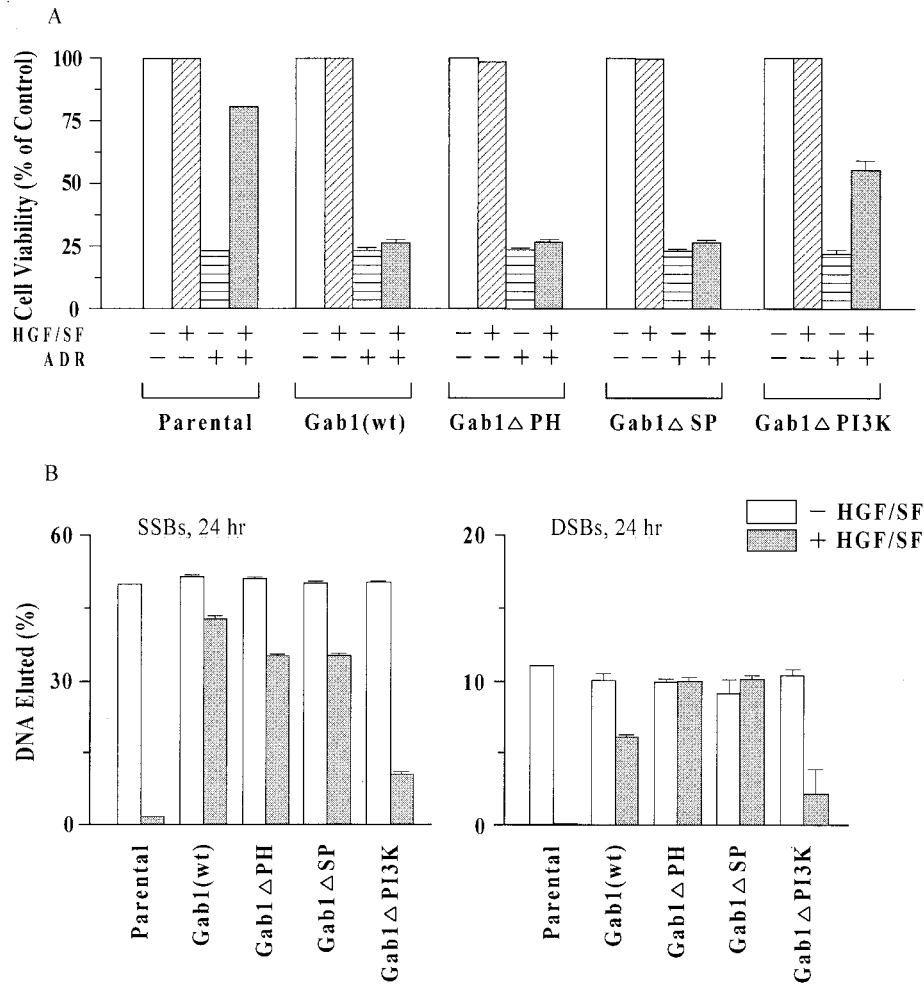 A
Cell Viability (% of Control)
100
75
50
25
0
HGF/SF − + − + − + − + − + − + − + − + − + − +
ADR − − + + − − + + − − + + − − + + − − + +
Parental Gab1(wt) Gab1△PH Gab1△SP Gab1△PI3K
B
DNA Eluted (%)
SSBs, 24 hr
60
30
0
Parental
Gab1(wt)
Gab1△PH
Gab1△SP
Gab1△PI3K
DSBs, 24 hr
20
10
0
Parental
Gab1(wt)
Gab1△PH
Gab1△SP
Gab1△PI3K
− HGF/SF
+ HGF/SF